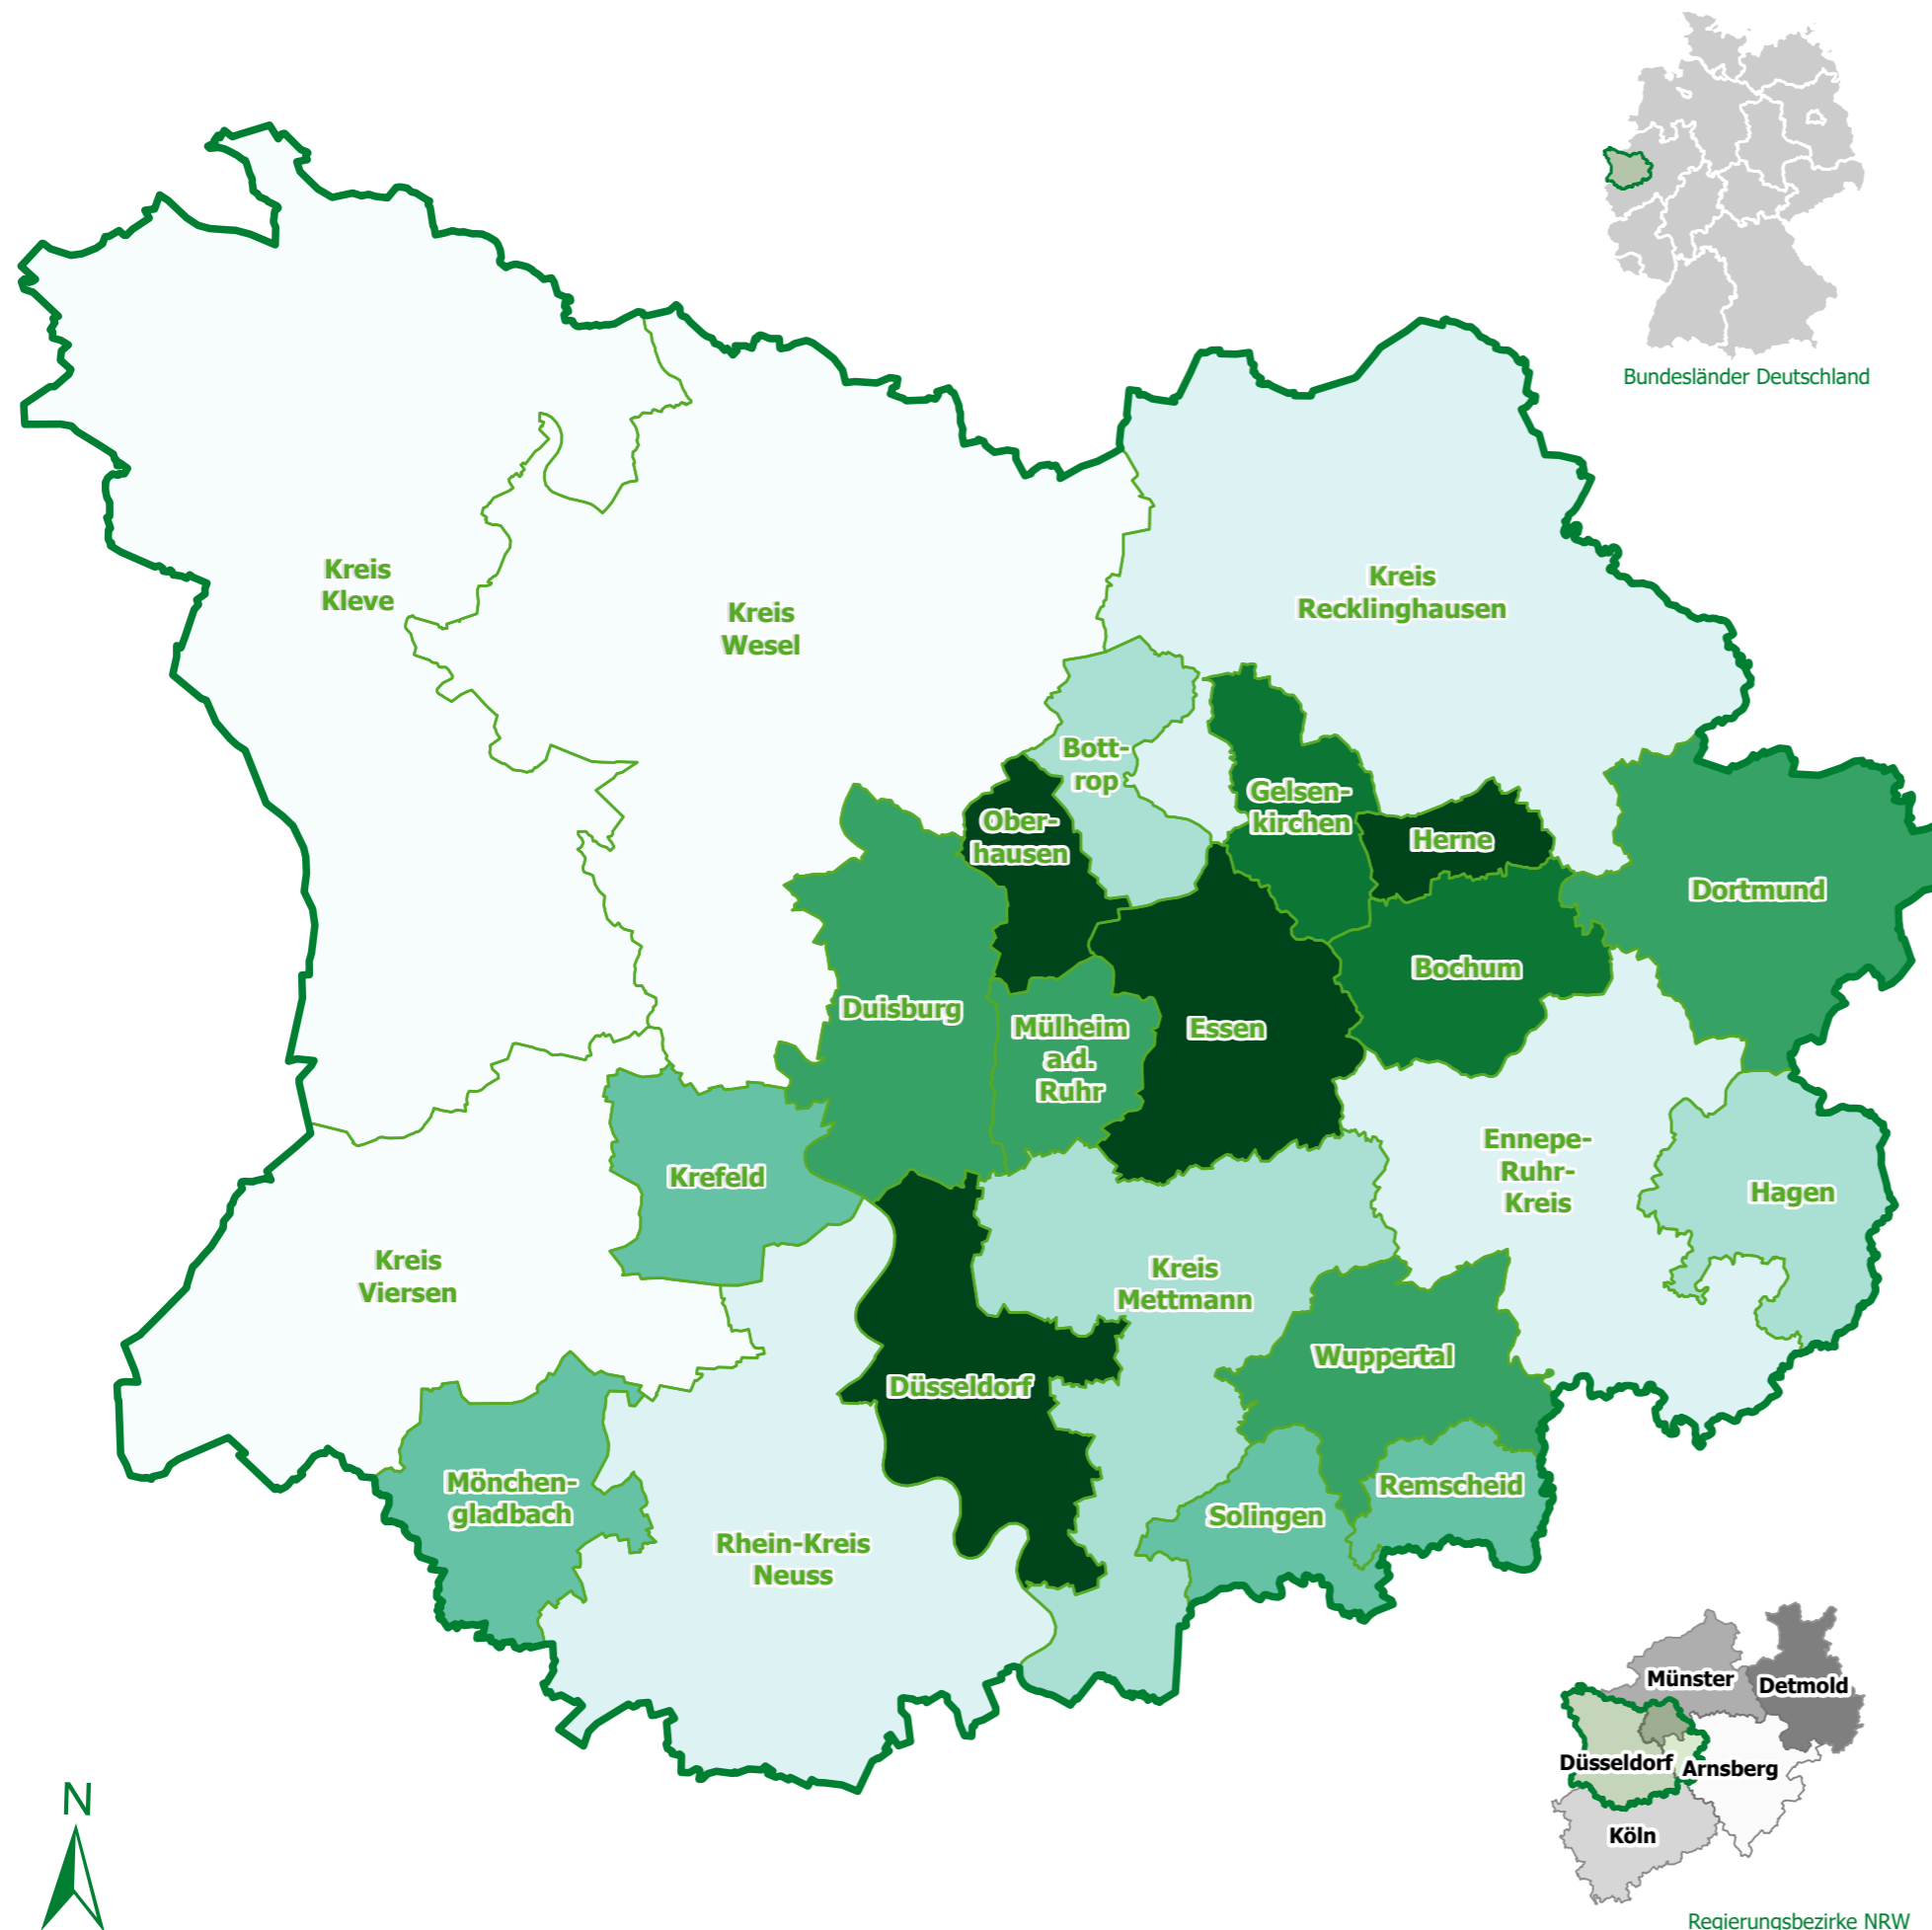 Bundesländer Deutschland
Kreis
Kleve
Kreis
Wesel
Kreis
Recklinghausen
Bott-
rop
Gelsen-
kirchen
Ober-
hausen
Herne
Dortmund
Bochum
Duisburg
Mülheim
a.d.
Ruhr
Essen
Ennepe-
Ruhr-
Kreis
Krefeld
Hagen
Kreis
Viersen
Kreis
Mettmann
Wuppertal
Düsseldorf
Mönchen-
gladbach
Remscheid
Solingen
Rhein-Kreis
Neuss
Münster
Detmold
Düsseldorf
Arnsberg
Köln
N
Regierungsbezirke NRW